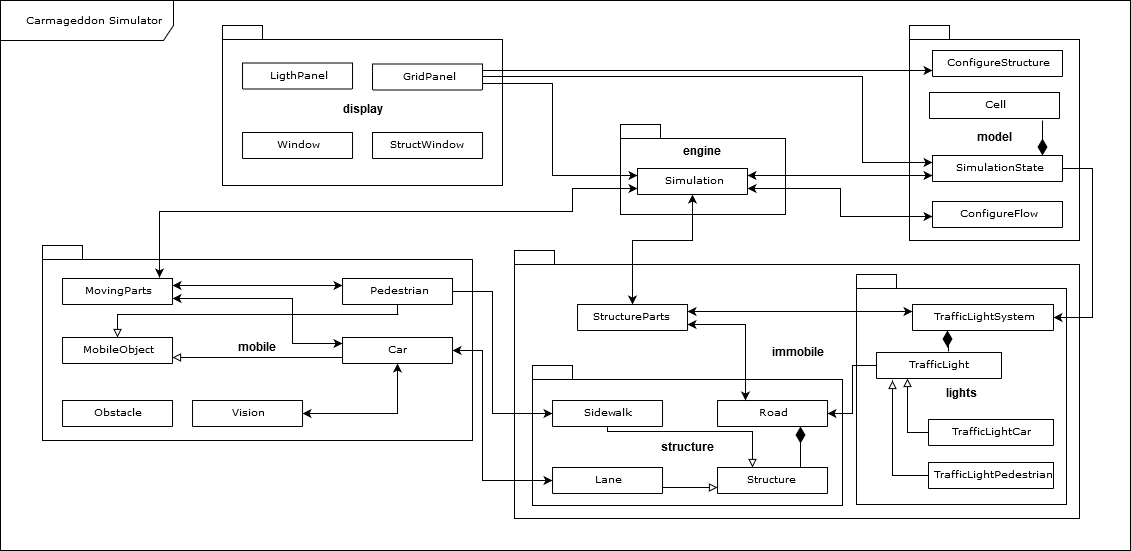 Carmageddon Simulator
LigthPanel
GridPanel
display
Window
StructWindow
engine
Simulation
ConfigureStructure
Cell
model
SimulationState
ConfigureFlow
MovingParts
Pedestrian
mobile
MobileObject
Car
Obstacle
Vision
StructureParts
immobile
TrafficLightSystem
TrafficLight
lights
TrafficLightCar
TrafficLightPedestrian
Sidewalk
Road
structure
Lane
Structure